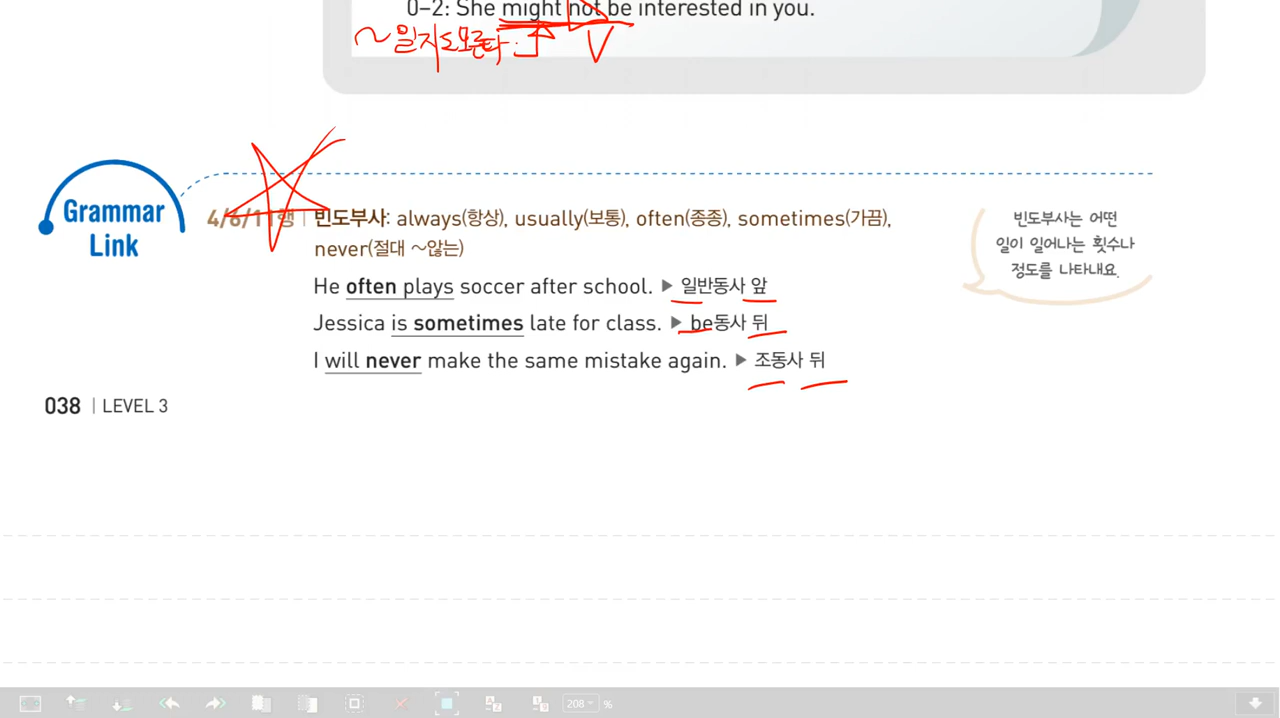 0-2: She might not be interested in you.
~일지도 모른다.
Grammar
Link
4/6/11행 | 빈도부사: always(항상), usually(보통), often(종종), sometimes(가끔),
never(절대 ~않는)
He often plays soccer after school. ▶ 일반동사 앞
Jessica is sometimes late for class. ▶ be동사 뒤
I will never make the same mistake again. ▶ 조동사 뒤
빈도부사는 어떤
일이 일어나는 횟수나
정도를 나타내요.
038 | LEVEL 3
208 %